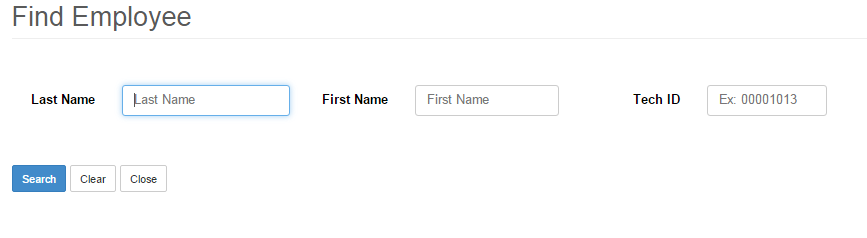 Find Employee
Last Name Last Name First Name First Name Tech ID Ex: 00001013
Search Clear Close